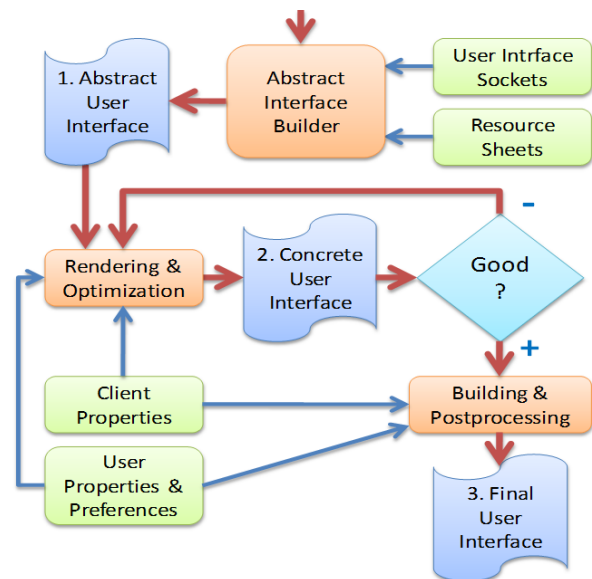 1. Abstract
User
Interface
Abstract
Interface
Builder
User Intrface
Sockets
Resource
Sheets
-
Rendering &
Optimization
2. Concrete
User
Interface
Good
?
+
Client
Properties
Building &
Postprocessing
User
Properties &
Preferences
3. Final
User
Interface